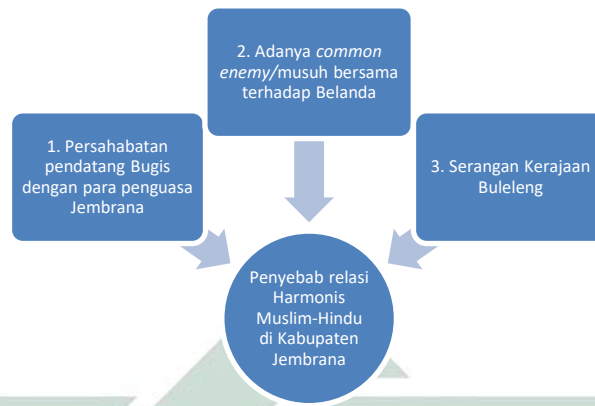 1. Persahabatan
pendatang Bugis
dengan para penguasa
Jembrana
2. Adanya common
enemy/musuh bersama
terhadap Belanda
3. Serangan Kerajaan
Buleleng
Penyebab relasi
Harmonis
Muslim-Hindu
di Kabupaten
Jembrana